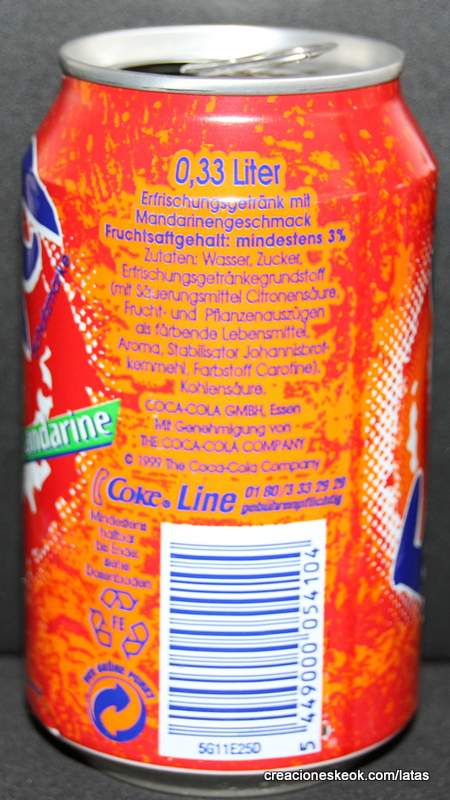 0,33 Liter
Erfrischungsgetränk mit
Mandarinengeschmack
Fruchtsaftgehalt: mindestens 3%
Zutaten: Wasser, Zucker,
Erfrischungsgetränkegrundstoff
(mit Säuerungsmittel Citronensäure,
Frucht- und Pflanzenauszügen
als färbende Lebensmittel,
Aroma, Stabilisator Johannisbrot-
kernmehl, Farbstoff Carotine),
Kohlensäure.
COCA-COLA GMBH, Essen
Mit Genehmigung von
THE COCA-COLA COMPANY
© 1999 The Coca-Cola Company
andarine
Coke® Line 01 80/3 33 29 29
gebührenpflichtig
Mindestens
haltbar
bis Ende:
siehe
Dosenboden
FE
DER GRÜNE PUNKT
5 449000 054104
5G11E25D
creacioneskeok.com/latas